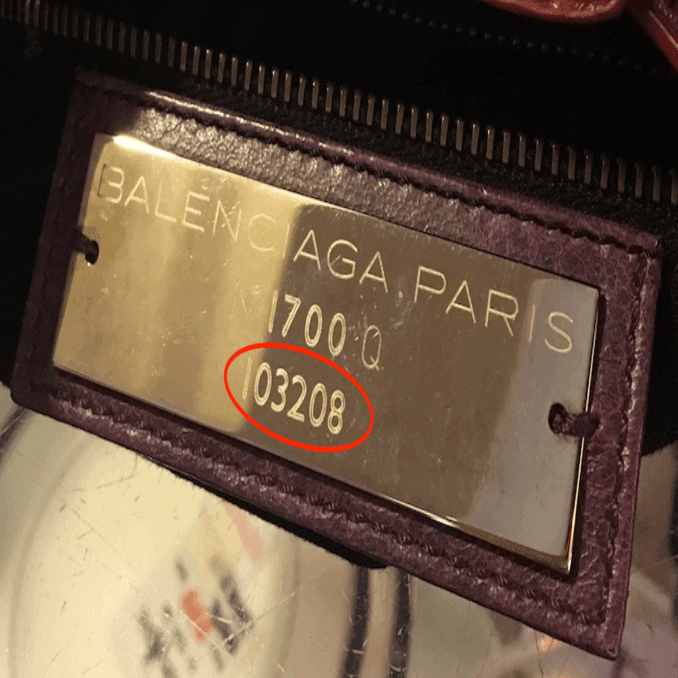 BALENCIAGA PARIS
N 1700 Q
103208